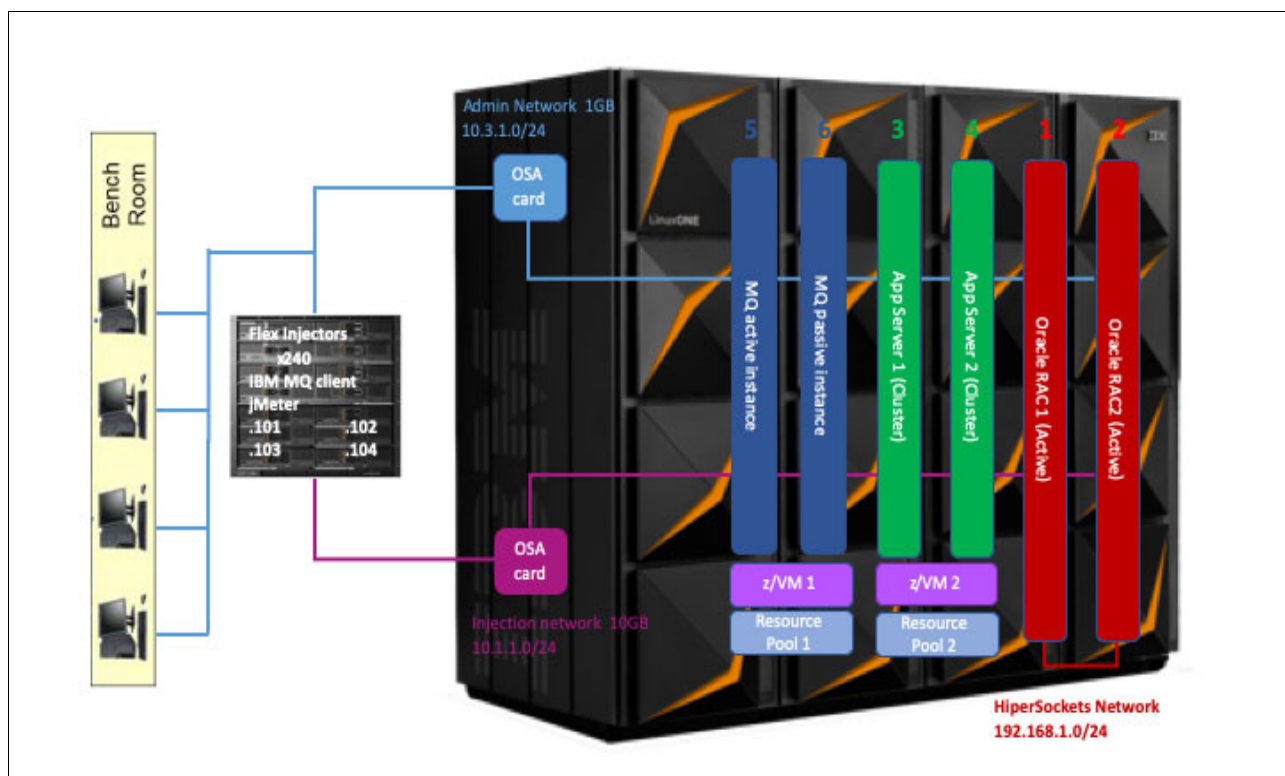 Bench
Room
Flex Injectors
x240
IBM MQ client
jMeter
.101 .102
.103 .104
Admin Network 1GB
10.3.1.0/24
OSA
card
OSA
card
Injection network 10GB
10.1.1.0/24
LinuxONE
IBM
5
6
3
4
1
2
MQ active instance
MQ passive instance
App Server 1 (Cluster)
App Server 2 (Cluster)
Oracle RAC1 (Active)
Oracle RAC2 (Active)
z/VM 1
z/VM 2
Resource
Pool 1
Resource
Pool 2
HiperSockets Network
192.168.1.0/24